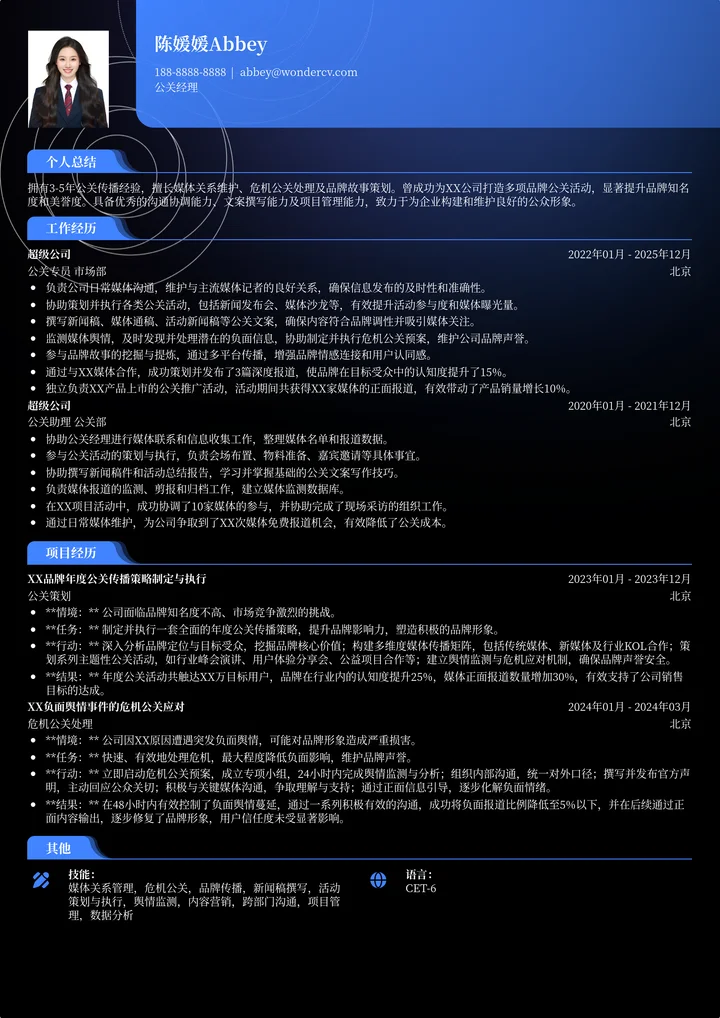 陈媛媛Abbey
188-8888-8888 | abbey@wondercv.com
公关经理
个人总结
拥有3-5年公关传播经验，擅长媒体关系维护、危机公关处理及品牌故事策划。曾成功为XX公司打造多项品牌公关活动，显著提升品牌知名
度和美誉度。具备优秀的沟通协调能力、文案撰写能力及项目管理能力，致力于为企业构建和维护良好的公众形象。
工作经历
超级公司 2022年01月 - 2025年12月
公关专员 市场部 北京
• 负责公司日常媒体沟通，维护与主流媒体记者的良好关系，确保信息发布的及时性和准确性。
• 协助策划并执行各类公关活动，包括新闻发布会、媒体沙龙等，有效提升活动参与度和媒体曝光量。
• 撰写新闻稿、媒体通稿、活动新闻稿等公关文案，确保内容符合品牌调性并吸引媒体关注。
• 监测媒体舆情，及时发现并处理潜在的负面信息，协助制定并执行危机公关预案，维护公司品牌声誉。
• 参与品牌故事的挖掘与提炼，通过多平台传播，增强品牌情感连接和用户认同感。
• 通过与XX媒体合作，成功策划并发布了3篇深度报道，使品牌在目标受众中的认知度提升了15%。
• 独立负责XX产品上市的公关推广活动，活动期间共获得XX家媒体的正面报道，有效带动了产品销量增长10%。
超级公司 2020年01月 - 2021年12月
公关助理 公关部 北京
• 协助公关经理进行媒体联系和信息收集工作，整理媒体名单和报道数据。
• 参与公关活动的策划与执行，负责会场布置、物料准备、嘉宾邀请等具体事宜。
• 协助撰写新闻稿件和活动总结报告，学习并掌握基础的公关文案写作技巧。
• 负责媒体报道的监测、剪报和归档工作，建立媒体监测数据库。
• 在XX项目活动中，成功协调了10家媒体的参与，并协助完成了现场采访的组织工作。
• 通过日常媒体维护，为公司争取到了XX次媒体免费报道机会，有效降低了公关成本。
项目经历
XX品牌年度公关传播策略制定与执行 2023年01月 - 2023年12月
公关策划 北京
• **情境：** 公司面临品牌知名度不高、市场竞争激烈的挑战。
• **任务：** 制定并执行一套全面的年度公关传播策略，提升品牌影响力，塑造积极的品牌形象。
• **行动：** 深入分析品牌定位与目标受众，挖掘品牌核心价值；构建多维度媒体传播矩阵，包括传统媒体、新媒体及行业KOL合作；策
划系列主题性公关活动，如行业峰会演讲、用户体验分享会、公益项目合作等；建立舆情监测与危机应对机制，确保品牌声誉安全。
• **结果：** 年度公关活动共触达XX万目标用户，品牌在行业内的认知度提升25%，媒体正面报道数量增加30%，有效支持了公司销售
目标的达成。
XX负面舆情事件的危机公关应对 2024年01月 - 2024年03月
危机公关处理 北京
• **情境：** 公司因XX原因遭遇突发负面舆情，可能对品牌形象造成严重损害。
• **任务：** 快速、有效地处理危机，最大程度降低负面影响，维护品牌声誉。
• **行动：** 立即启动危机公关预案，成立专项小组，24小时内完成舆情监测与分析；组织内部沟通，统一对外口径；撰写并发布官方声
明，主动回应公众关切；积极与关键媒体沟通，争取理解与支持；通过正面信息引导，逐步化解负面情绪。
• **结果：** 在48小时内有效控制了负面舆情蔓延，通过一系列积极有效的沟通，成功将负面报道比例降低至5%以下，并在后续通过正
面内容输出，逐步修复了品牌形象，用户信任度未受显著影响。
其他
技能：
媒体关系管理，危机公关，品牌传播，新闻稿撰写，活动
策划与执行，舆情监测，内容营销，跨部门沟通，项目管
理，数据分析
语言：
CET-6